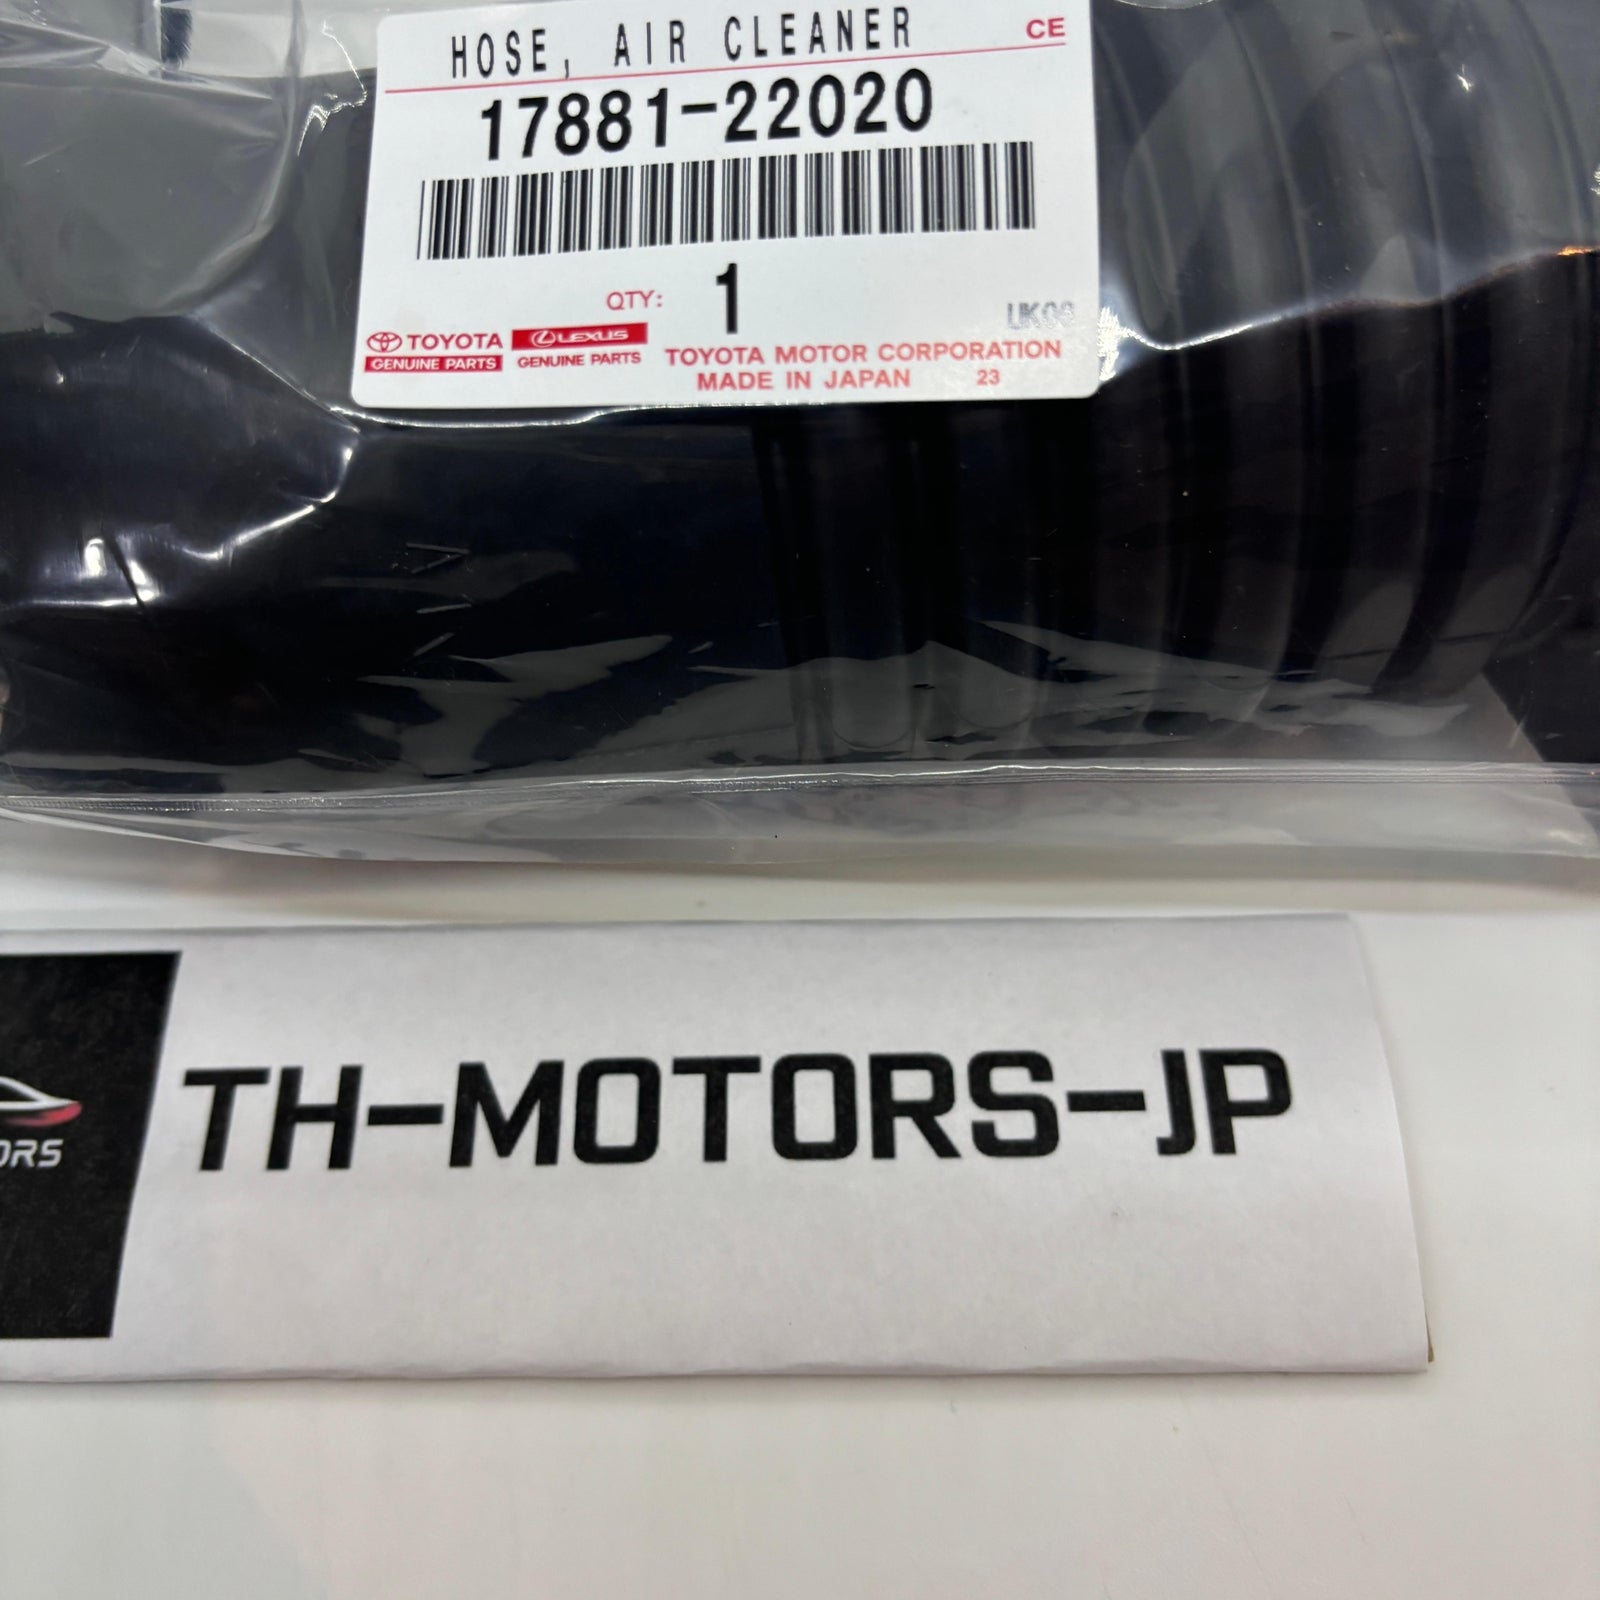 HOSE, AIR CLEANER CE
17881-22020
QTY: 1
TOYOTA LEXUS
GENUINE PARTS GENUINE PARTS
TOYOTA MOTOR CORPORATION
MADE IN JAPAN 23
TH-MOTORS-JP